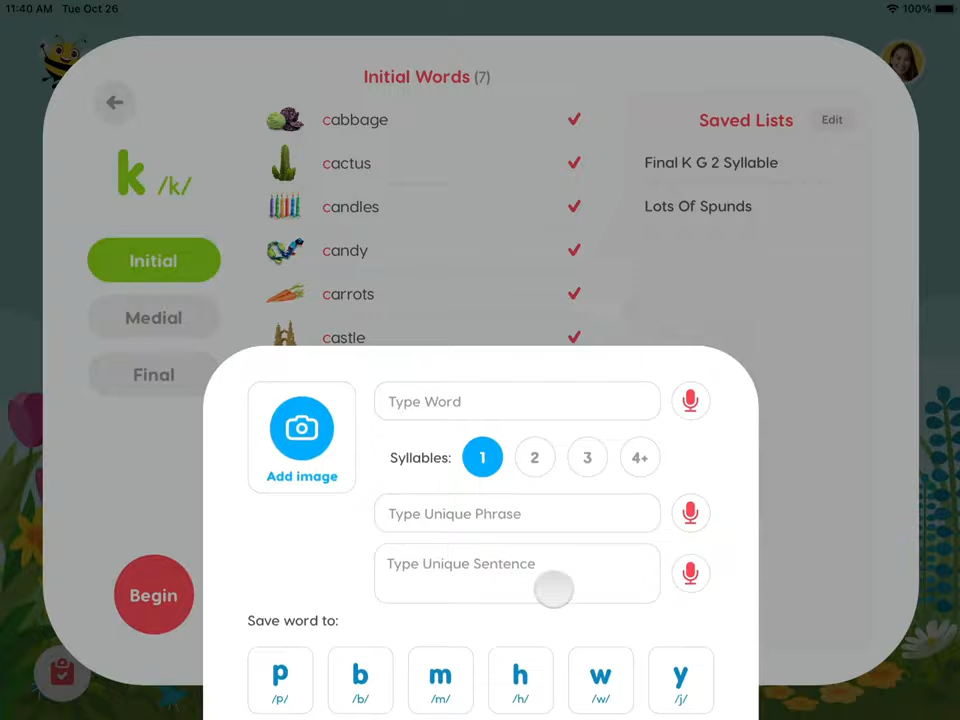 11:40 AM Tue Oct 26
100%
Initial Words (7)
k /k/
Initial
Medial
Final
Begin
cabbage
cactus
candles
candy
carrots
castle
Saved Lists
Edit
Final K G 2 Syllable
Lots Of Spunds
Add image
Type Word
Syllables: 1 2 3 4+
Type Unique Phrase
Type Unique Sentence
Save word to:
p b m h w y
/p/ /b/ /m/ /h/ /w/ /j/